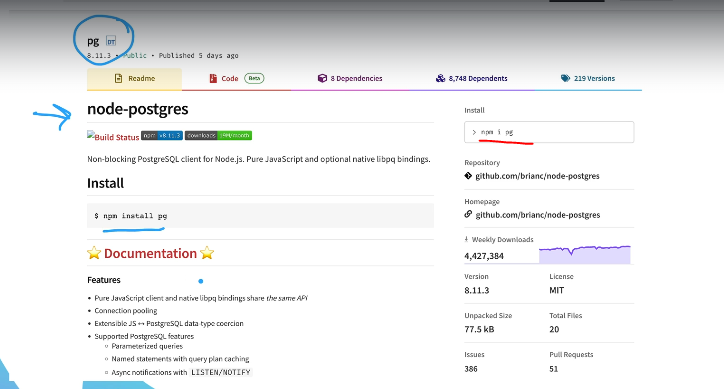 pg DT
8.11.3 • Public • Published 5 days ago
Readme
Code Beta
8 Dependencies
8,748 Dependents
219 Versions
node-postgres
Build Status npm v8.11.3 downloads 19M/month
Non-blocking PostgreSQL client for Node.js. Pure JavaScript and optional native libpq bindings.
Install
$ npm install pg
⭐ Documentation ⭐
Features
• Pure JavaScript client and native libpq bindings share the same API
• Connection pooling
• Extensible JS ↔ PostgreSQL data-type coercion
• Supported PostgreSQL features
◦ Parameterized queries
◦ Named statements with query plan caching
◦ Async notifications with LISTEN/NOTIFY
Install
> npm i pg
Repository
github.com/brianc/node-postgres
Homepage
github.com/brianc/node-postgres
Weekly Downloads
4,427,384
Version License
8.11.3 MIT
Unpacked Size Total Files
77.5 kB 20
Issues Pull Requests
386 51